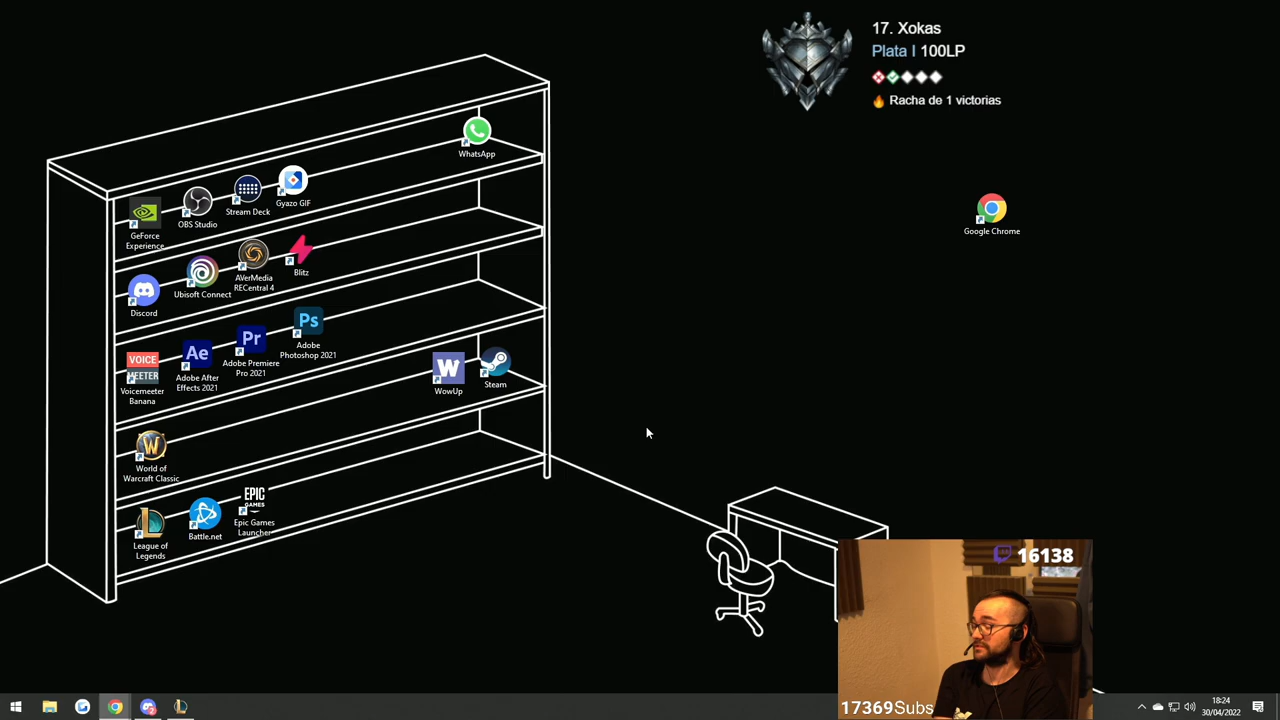 17. Xokas
Plata I 100LP
🔥 Racha de 1 victorias
WhatsApp
Gyazo GIF
Stream Deck
OBS Studio
GeForce
Experience
Google Chrome
Blitz
AVerMedia
RECentral 4
Ubisoft Connect
Discord
Ps
Adobe
Photoshop 2021
Pr
Adobe Premiere
Pro 2021
Ae
Adobe After
Effects 2021
VOICE
MEETER
Voicemeeter
Banana
W
WowUp
Steam
W
World of
Warcraft Classic
EPIC
GAMES
Epic Games
Launcher
Battle.net
L
League of
Legends
16138
17369Subs
18:24
30/04/2022